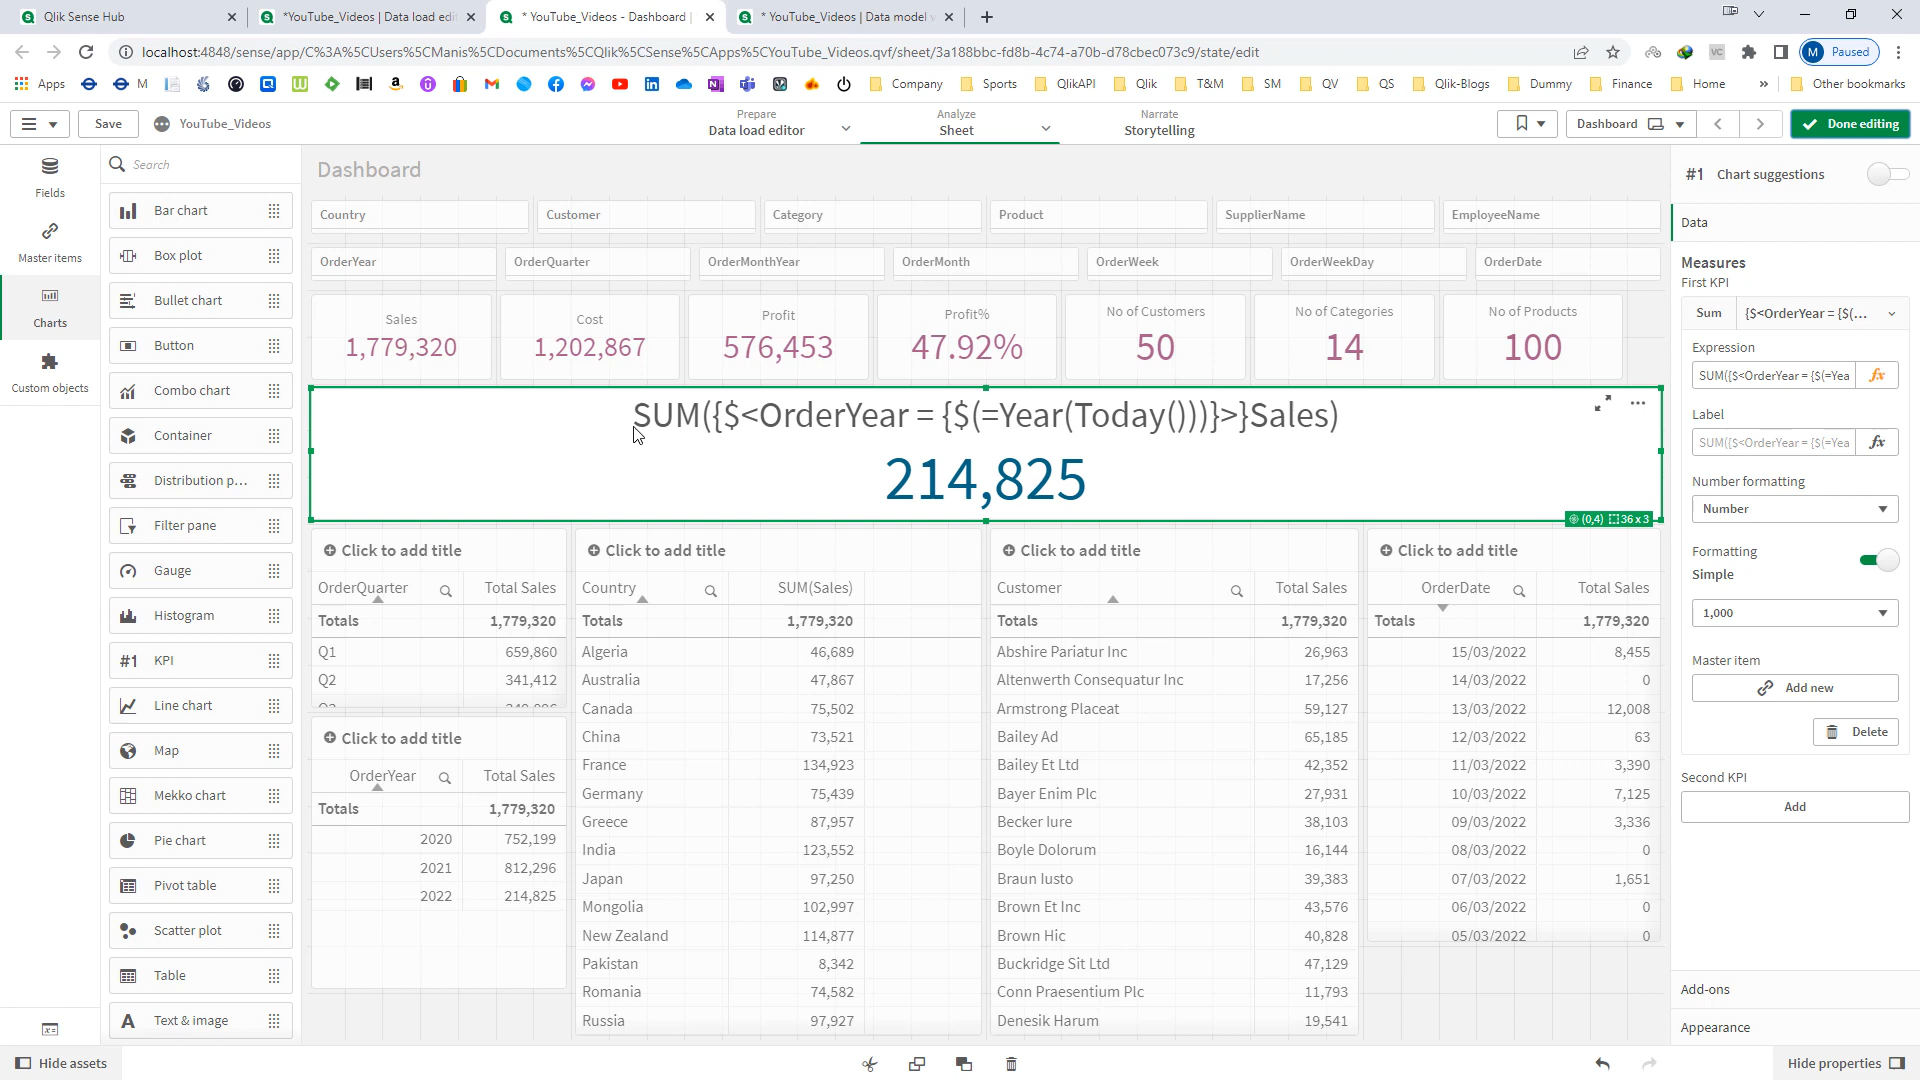 Qlik Sense Hub
*YouTube_Videos | Data load edit
* YouTube_Videos - Dashboard |
* YouTube_Videos | Data model v
localhost:4848/sense/app/C%3A%5CUsers%5CManis%5CDocuments%5CQlik%5CSense%5CApps%5CYouTube_Videos.qvf/sheet/3a188bbc-fd8b-4c74-a70b-d78cbec073c9/state/edit
M Paused
Apps
M
Company
Sports
QlikAPI
Qlik
T&M
SM
QV
QS
Qlik-Blogs
Dummy
Finance
Home
»
Other bookmarks
Save
YouTube_Videos
Prepare
Data load editor
Analyze
Sheet
Narrate
Storytelling
Dashboard
Done editing
Fields
Master items
Charts
Custom objects
Search
Bar chart
Box plot
Bullet chart
Button
Combo chart
Container
Distribution p...
Filter pane
Gauge
Histogram
#1 KPI
Line chart
Map
Mekko chart
Pie chart
Pivot table
Scatter plot
Table
A Text & image
Dashboard
Country Customer Category Product SupplierName EmployeeName
OrderYear OrderQuarter OrderMonthYear OrderMonth OrderWeek OrderWeekDay OrderDate
Sales
1,779,320
Cost
1,202,867
Profit
576,453
Profit%
47.92%
No of Customers
50
No of Categories
14
No of Products
100
SUM({$<OrderYear = {$(=Year(Today()))}>}Sales)
214,825
(0,4) 36 x 3
Click to add title
OrderQuarter Total Sales
Totals 1,779,320
Q1 659,860
Q2 341,412
Click to add title
OrderYear Total Sales
Totals 1,779,320
2020 752,199
2021 812,296
2022 214,825
Click to add title
Country SUM(Sales)
Totals 1,779,320
Algeria 46,689
Australia 47,867
Canada 75,502
China 73,521
France 134,923
Germany 75,439
Greece 87,957
India 123,552
Japan 97,250
Mongolia 102,997
New Zealand 114,877
Pakistan 8,342
Romania 74,582
Russia 97,927
Click to add title
Customer Total Sales
Totals 1,779,320
Abshire Pariatur Inc 26,963
Altenwerth Consequatur Inc 17,256
Armstrong Placeat 59,127
Bailey Ad 65,185
Bailey Et Ltd 42,352
Bayer Enim Plc 27,931
Becker Iure 38,103
Boyle Dolorum 16,144
Braun Iusto 39,383
Brown Et Inc 43,576
Brown Hic 40,828
Buckridge Sit Ltd 47,129
Conn Praesentium Plc 11,793
Denesik Harum 19,541
Click to add title
OrderDate Total Sales
Totals 1,779,320
15/03/2022 8,455
14/03/2022 0
13/03/2022 12,008
12/03/2022 63
11/03/2022 3,390
10/03/2022 7,125
09/03/2022 3,336
08/03/2022 0
07/03/2022 1,651
06/03/2022 0
05/03/2022 0
#1 Chart suggestions
Data
Measures
First KPI
Sum {$<OrderYear = {$(...
Expression
SUM({$<OrderYear = {$(=Yea
fx
Label
SUM({$<OrderYear = {$(=Yea
fx
Number formatting
Number
Formatting
Simple
1,000
Master item
Add new
Delete
Second KPI
Add
Add-ons
Appearance
Hide assets
Hide properties